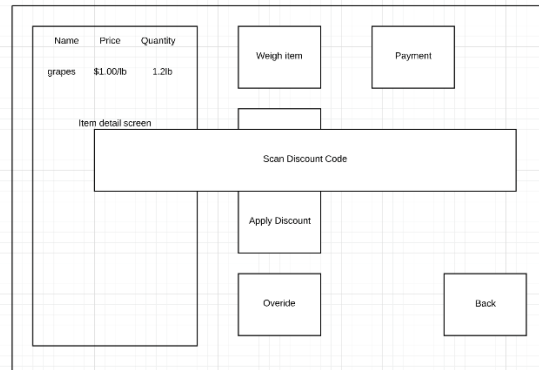 Name Price Quantity
grapes $1.00/lb 1.2lb
Item detail screen
Weigh item
Payment
Scan Discount Code
Apply Discount
Overide
Back